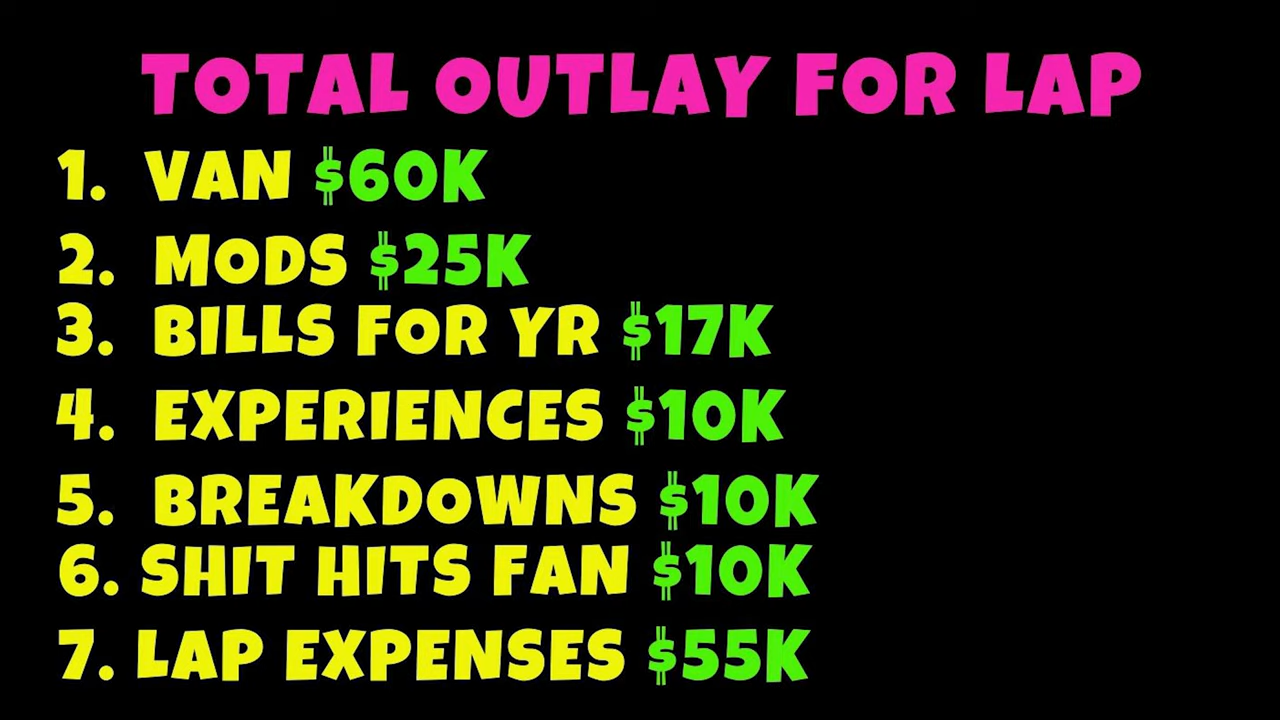 TOTAL OUTLAY FOR LAP
1. VAN $60K
2. MODS $25K
3. BILLS FOR YR $17K
4. EXPERIENCES $10K
5. BREAKDOWNS $10K
6. SHIT HITS FAN $10K
7. LAP EXPENSES $55K